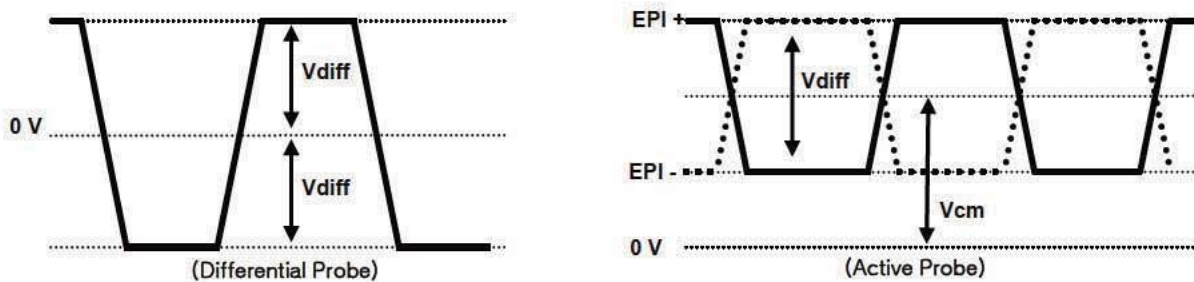 Vdiff
0 V
Vdiff
(Differential Probe)
EPI +
Vdiff
EPI -
Vcm
0 V
(Active Probe)